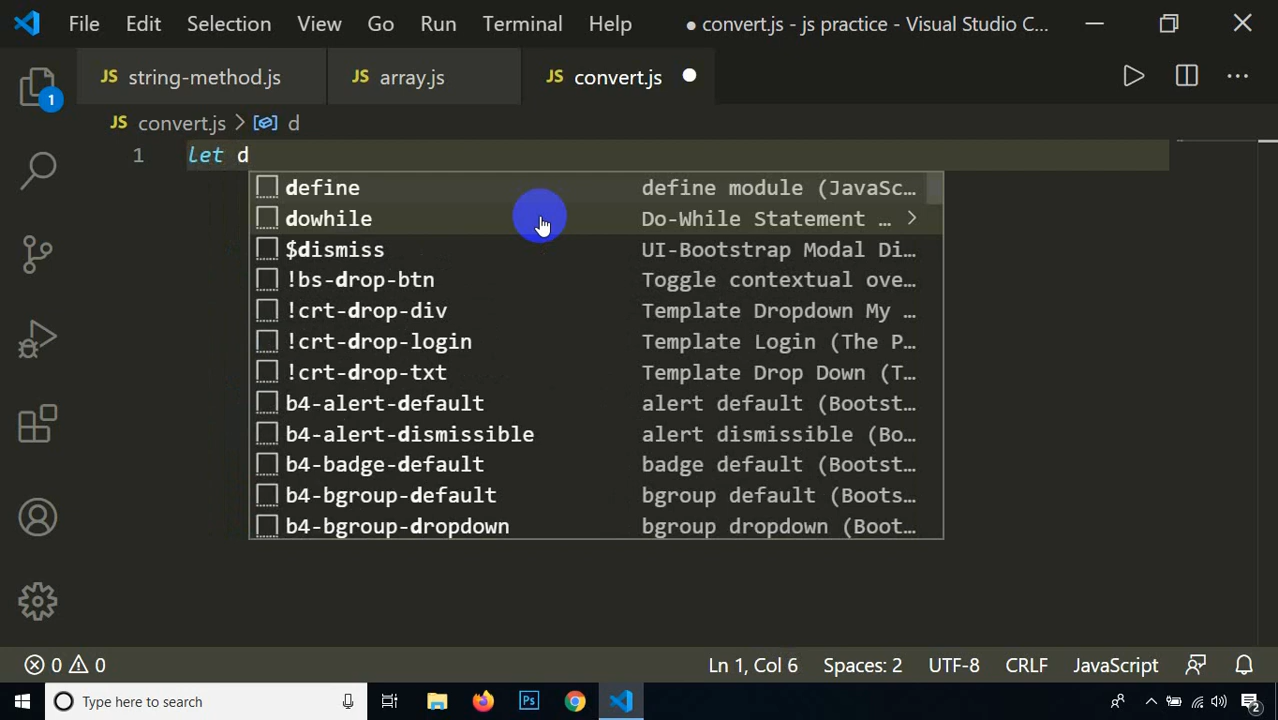 File Edit Selection View Go Run Terminal Help ● convert.js - js practice - Visual Studio C...
JS string-method.js JS array.js JS convert.js ●
1
JS convert.js > d
1 let d
define define module (JavaSc…
dowhile Do-While Statement … >
$dismiss UI-Bootstrap Modal Di…
!bs-drop-btn Toggle contextual ove…
!crt-drop-div Template Dropdown My …
!crt-drop-login Template Login (The P…
!crt-drop-txt Template Drop Down (T…
b4-alert-default alert default (Bootst…
b4-alert-dismissible alert dismissible (Bo…
b4-badge-default badge default (Bootst…
b4-bgroup-default bgroup default (Boots…
b4-bgroup-dropdown bgroup dropdown (Boot…
0 0 Ln 1, Col 6 Spaces: 2 UTF-8 CRLF JavaScript
Type here to search Ps 2